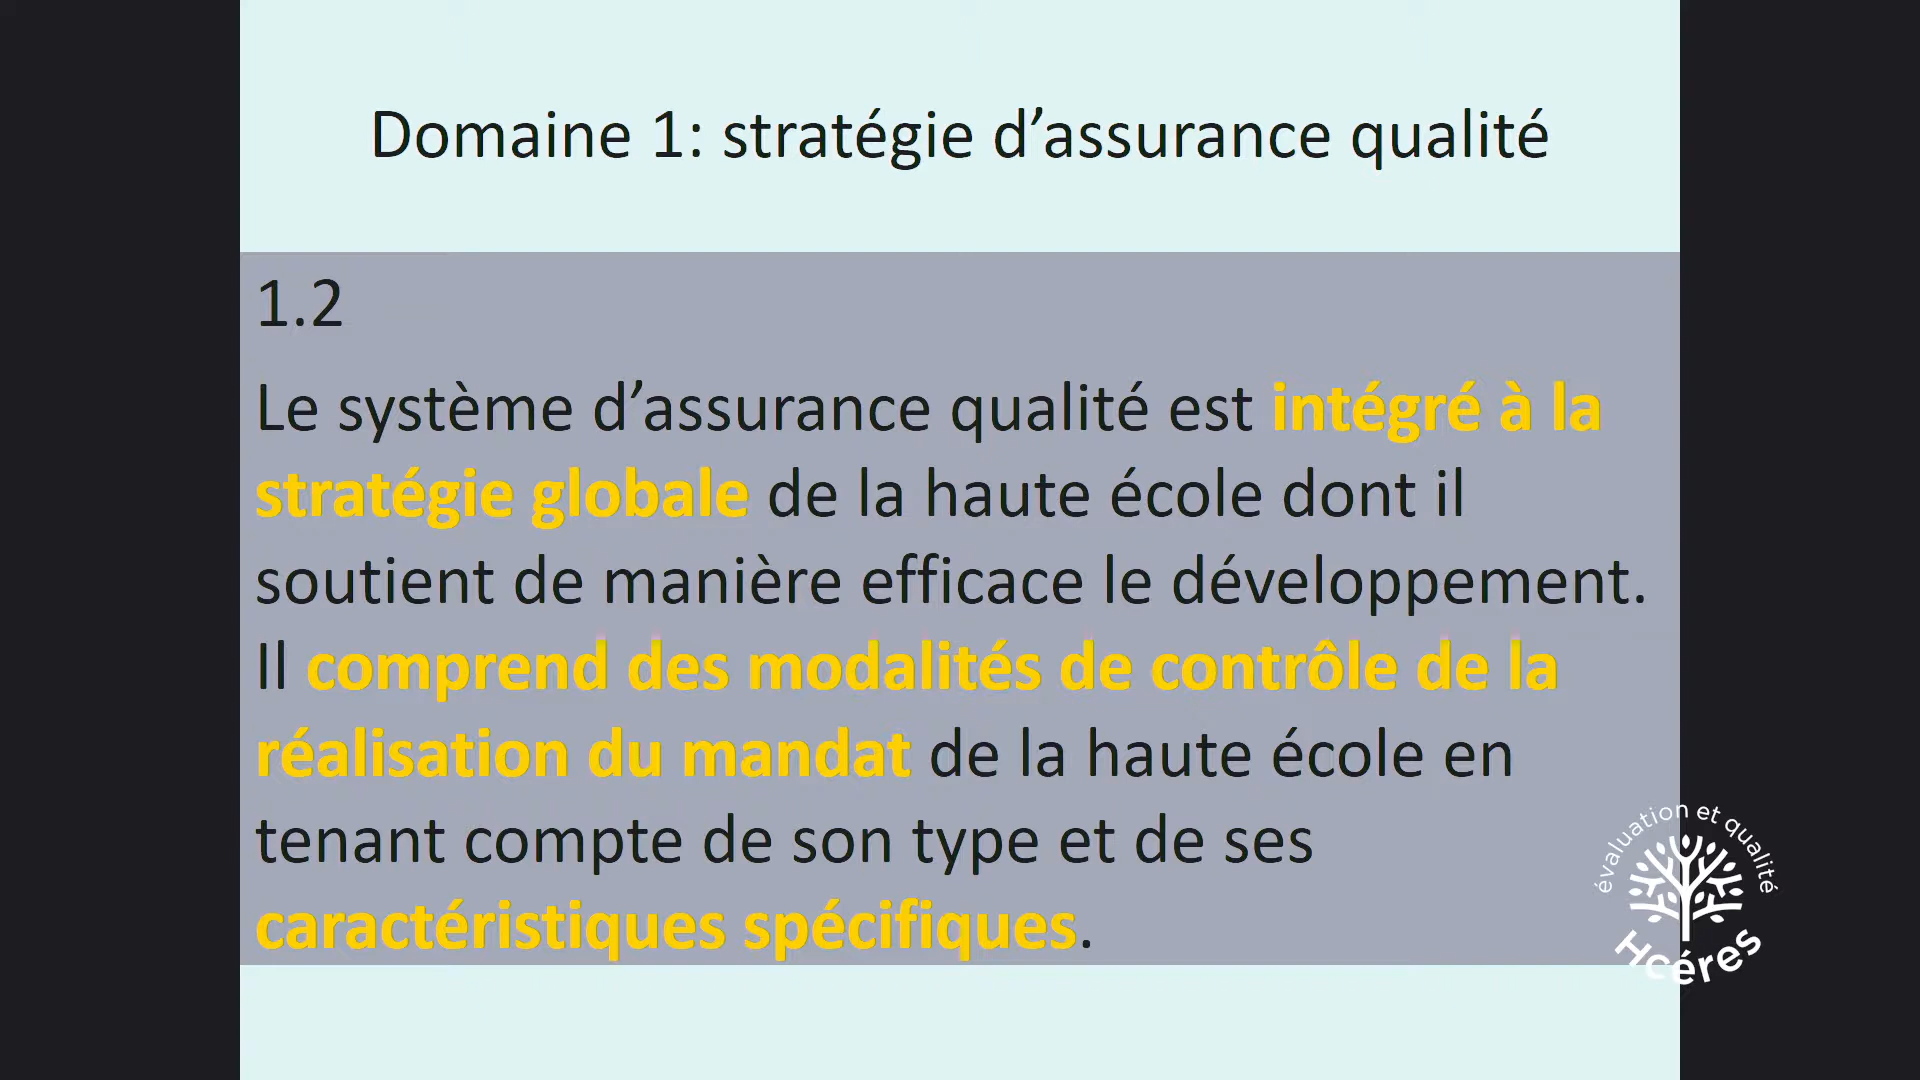 Domaine 1: stratégie d’assurance qualité
1.2
Le système d’assurance qualité est intégré à la
stratégie globale de la haute école dont il
soutient de manière efficace le développement.
Il comprend des modalités de contrôle de la
réalisation du mandat de la haute école en
tenant compte de son type et de ses
caractéristiques spécifiques.
évaluation et qualité
Hcéres